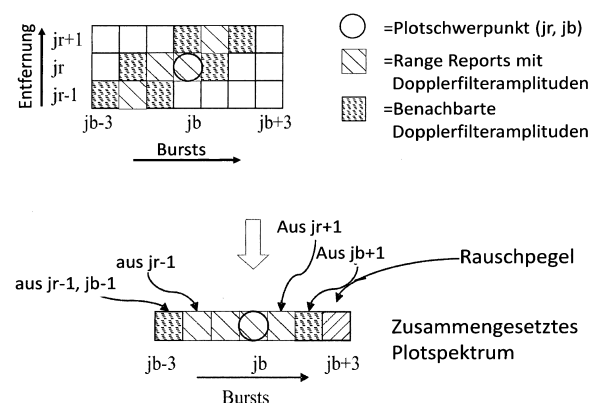 Entfernung
jr+1
jr
jr-1
jb-3
jb
jb+3
Bursts
=Plotschwerpunkt (jr, jb)
=Range Reports mit
Dopplerfilteramplituden
=Benachbarte
Dopplerfilteramplituden
Aus jr+1
aus jr-1
Aus jb+1
Rauschpegel
aus jr-1, jb-1
Zusammengesetztes
Plotspektrum
jb-3
jb
jb+3
Bursts